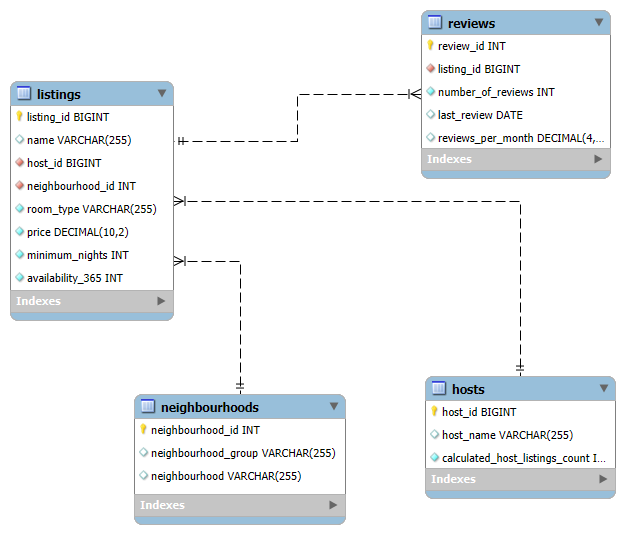 reviews
review_id INT
listing_id BIGINT
number_of_reviews INT
last_review DATE
reviews_per_month DECIMAL(4,...
Indexes
listings
listing_id BIGINT
name VARCHAR(255)
host_id BIGINT
neighbourhood_id INT
room_type VARCHAR(255)
price DECIMAL(10,2)
minimum_nights INT
availability_365 INT
Indexes
neighbourhoods
neighbourhood_id INT
neighbourhood_group VARCHAR(255)
neighbourhood VARCHAR(255)
Indexes
hosts
host_id BIGINT
host_name VARCHAR(255)
calculated_host_listings_count I...
Indexes